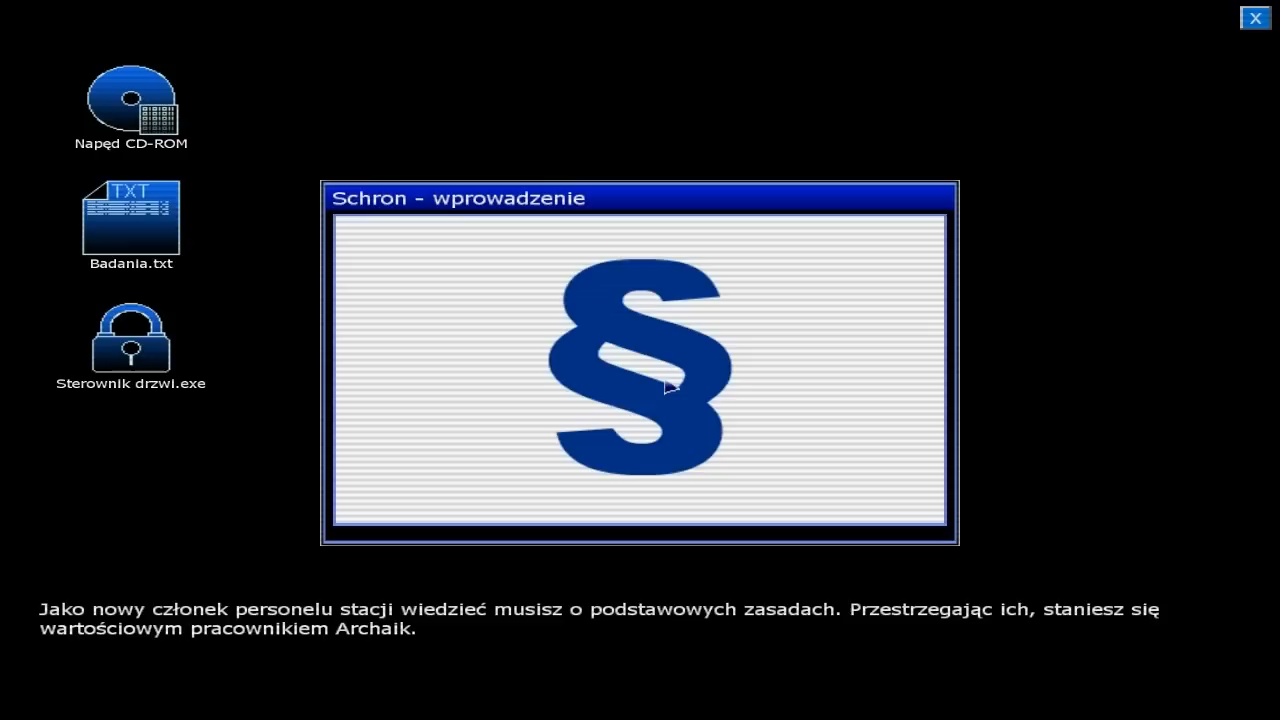 X
Napęd CD-ROM
TXT
Badania.txt
Sterownik drzwi.exe
Schron - wprowadzenie
§
Jako nowy członek personelu stacji wiedzieć musisz o podstawowych zasadach. Przestrzegając ich, staniesz się
wartościowym pracownikiem Archaik.